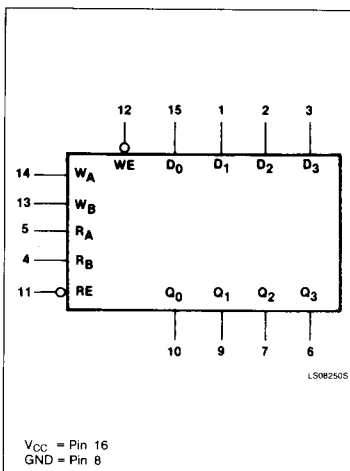 12 15 1 2 3
WE D0 D1 D2 D3
14 WA
13 WB
5 RA
4 RB
11 RE Q0 Q1 Q2 Q3
10 9 7 6
LS08250S
VCC = Pin 16
GND = Pin 8